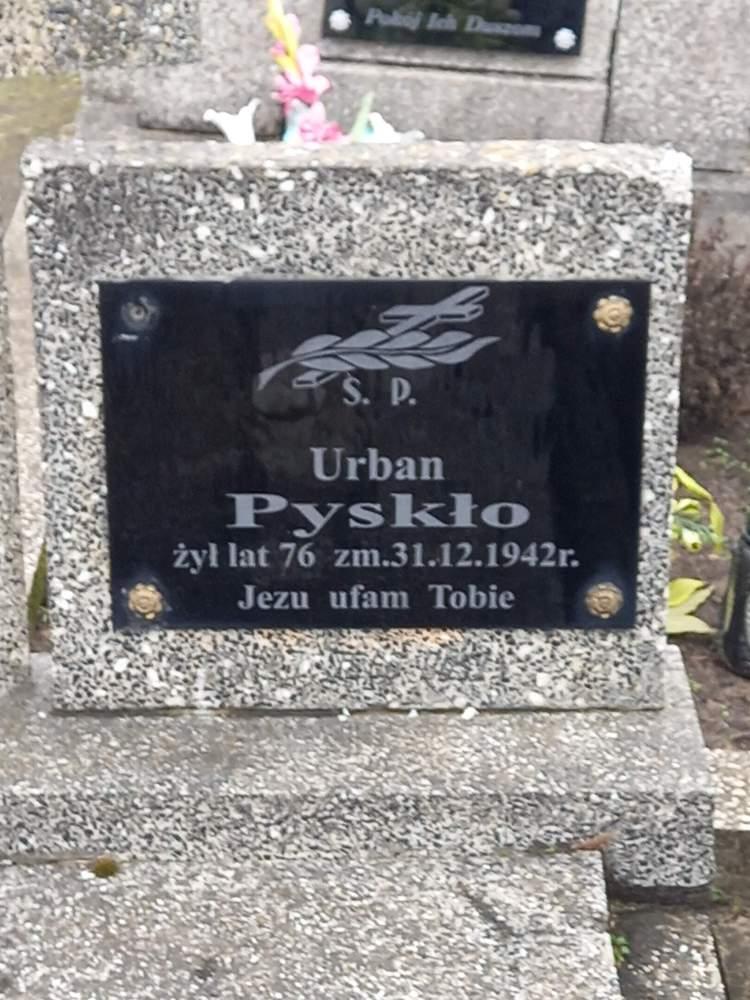 Pokój Ich Duszom
Ś. P.
Urban
Pyskło
żył lat 76 zm.31.12.1942r.
Jezu ufam Tobie